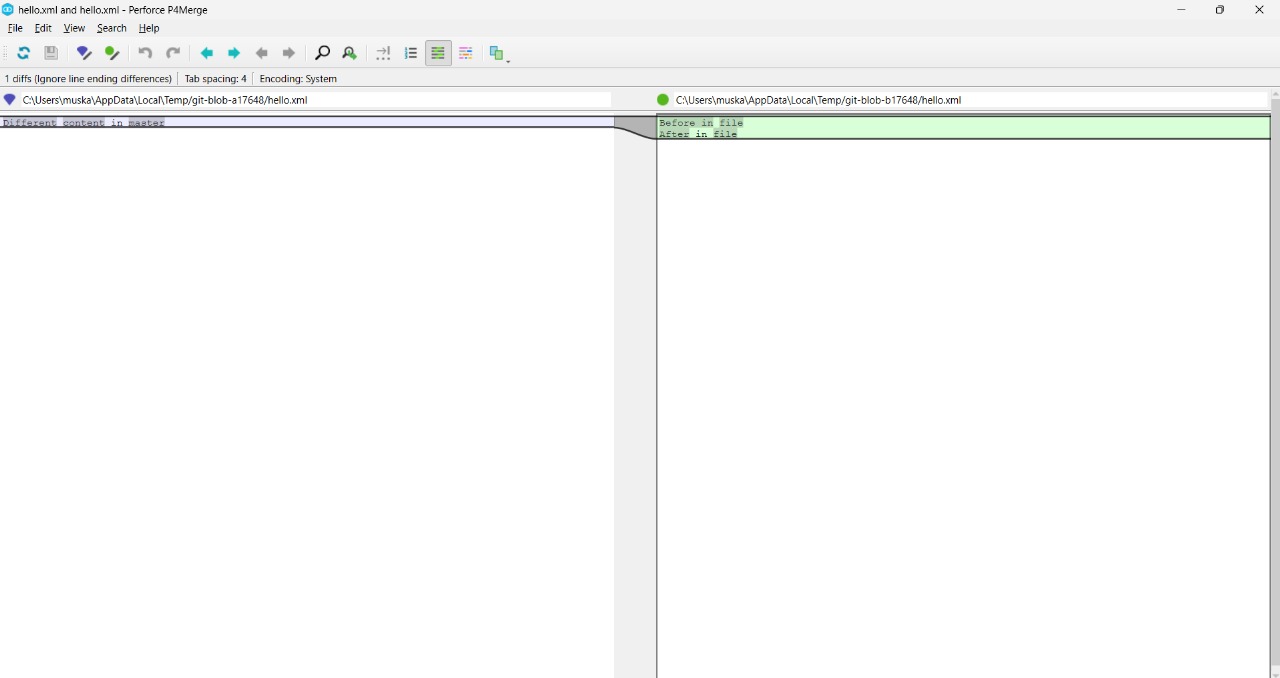 hello.xml and hello.xml - Perforce P4Merge
File Edit View Search Help
1 diffs (Ignore line ending differences) Tab spacing: 4 Encoding: System
C:\Users\muska\AppData\Local\Temp/git-blob-a17648/hello.xml
C:\Users\muska\AppData\Local\Temp/git-blob-b17648/hello.xml
Different content in master
Before in file
After in file